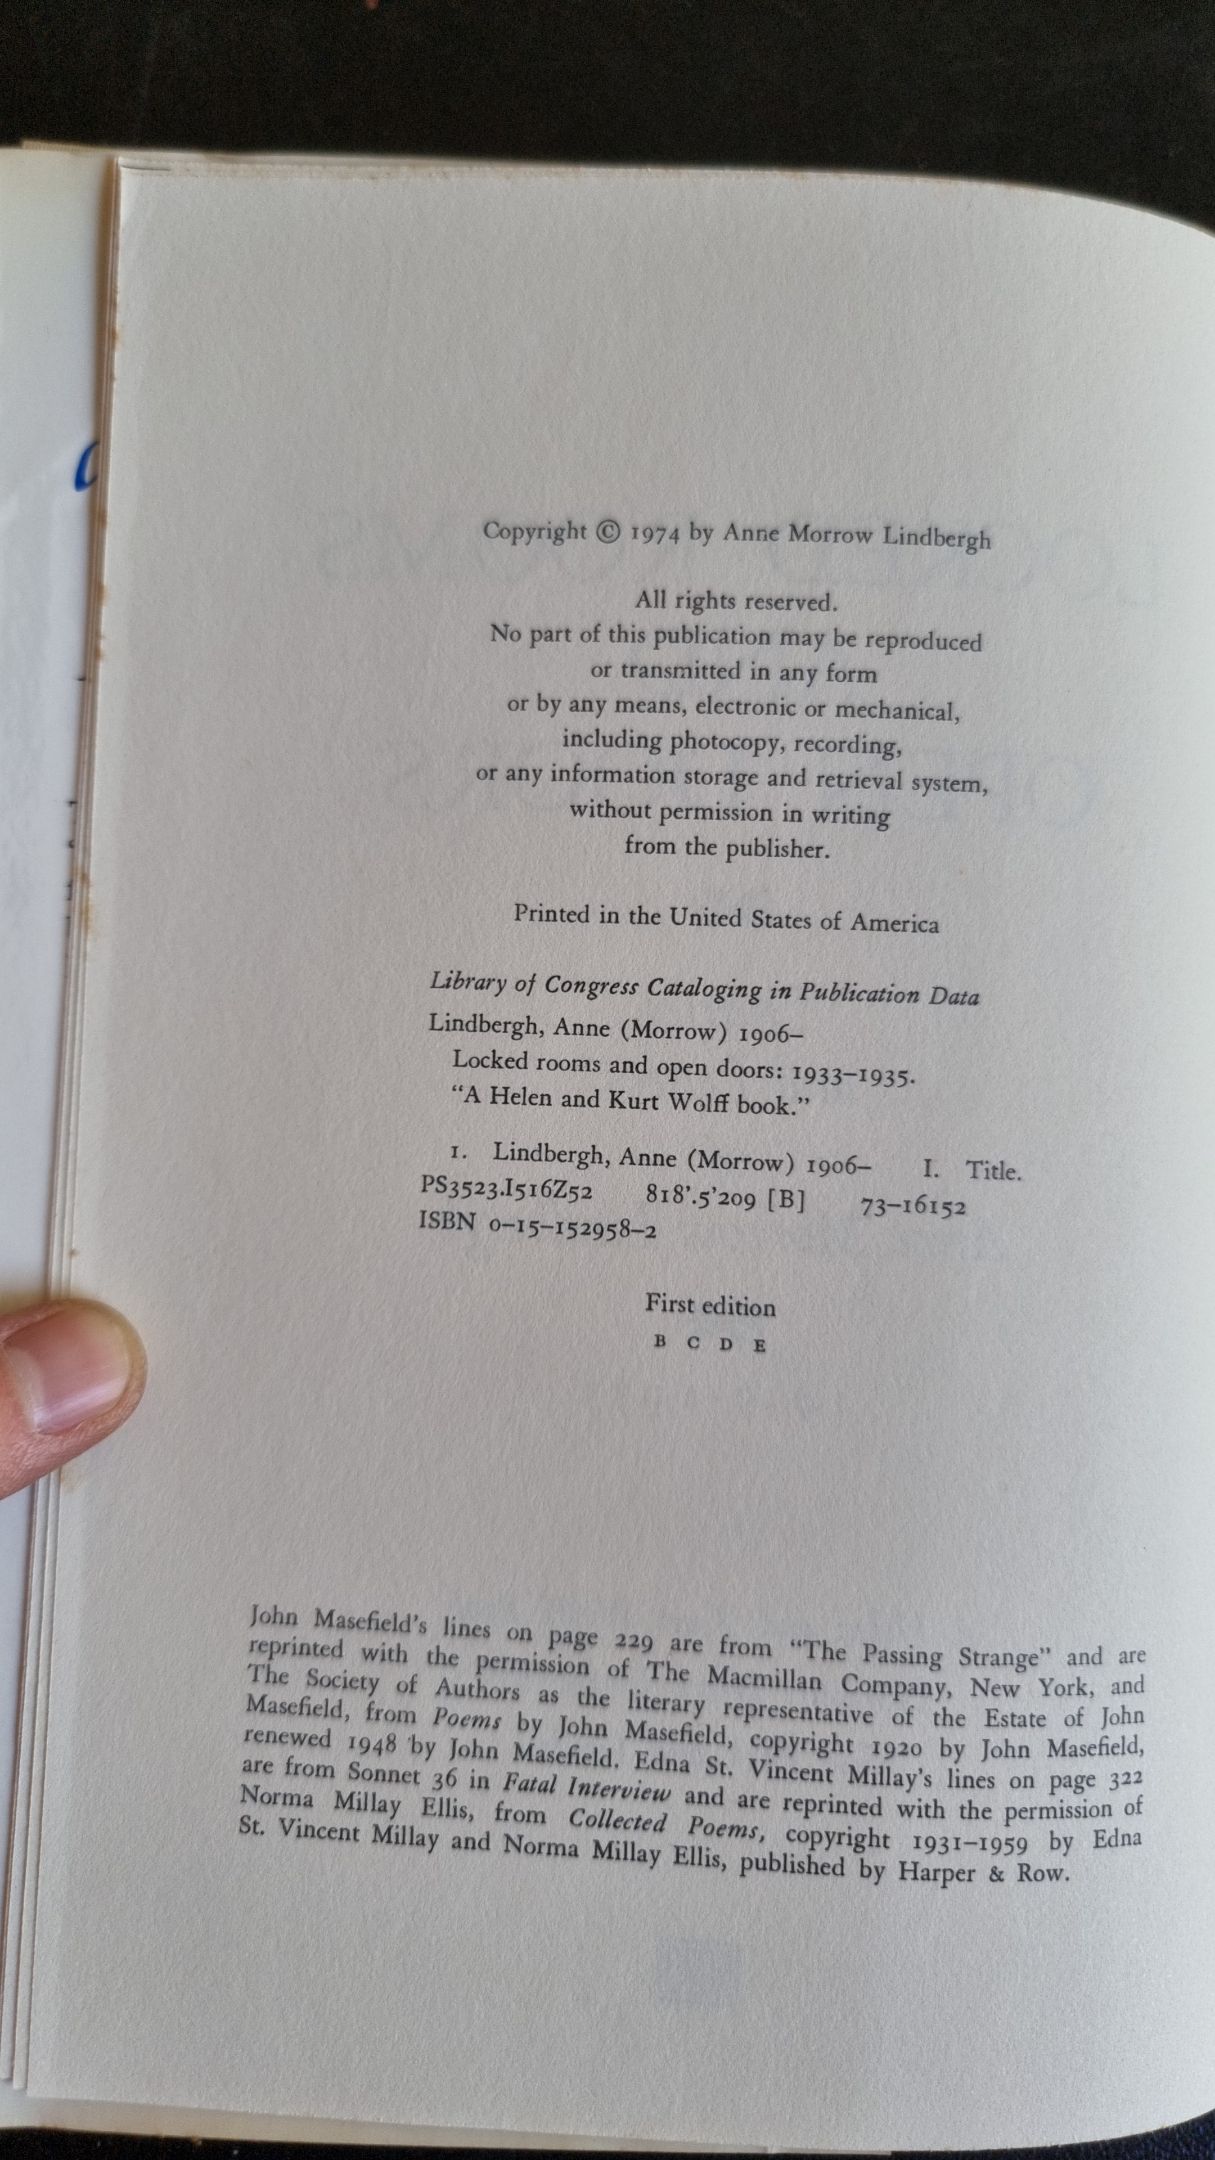 Copyright © 1974 by Anne Morrow Lindbergh
All rights reserved.
No part of this publication may be reproduced
or transmitted in any form
or by any means, electronic or mechanical,
including photocopy, recording,
or any information storage and retrieval system,
without permission in writing
from the publisher.
Printed in the United States of America
Library of Congress Cataloging in Publication Data
Lindbergh, Anne (Morrow) 1906–
Locked rooms and open doors: 1933–1935.
“A Helen and Kurt Wolff book.”
1. Lindbergh, Anne (Morrow) 1906– I. Title.
PS3523.I516Z52 818’.5’209 [B] 73–16152
ISBN 0–15–152958–2
First edition
B C D E
John Masefield’s lines on page 229 are from “The Passing Strange” and are
reprinted with the permission of The Macmillan Company, New York, and
The Society of Authors as the literary representative of the Estate of John
Masefield, from Poems by John Masefield, copyright 1920 by John Masefield,
renewed 1948 by John Masefield. Edna St. Vincent Millay’s lines on page 322
are from Sonnet 36 in Fatal Interview and are reprinted with the permission of
Norma Millay Ellis, from Collected Poems, copyright 1931–1959 by Edna
St. Vincent Millay and Norma Millay Ellis, published by Harper & Row.